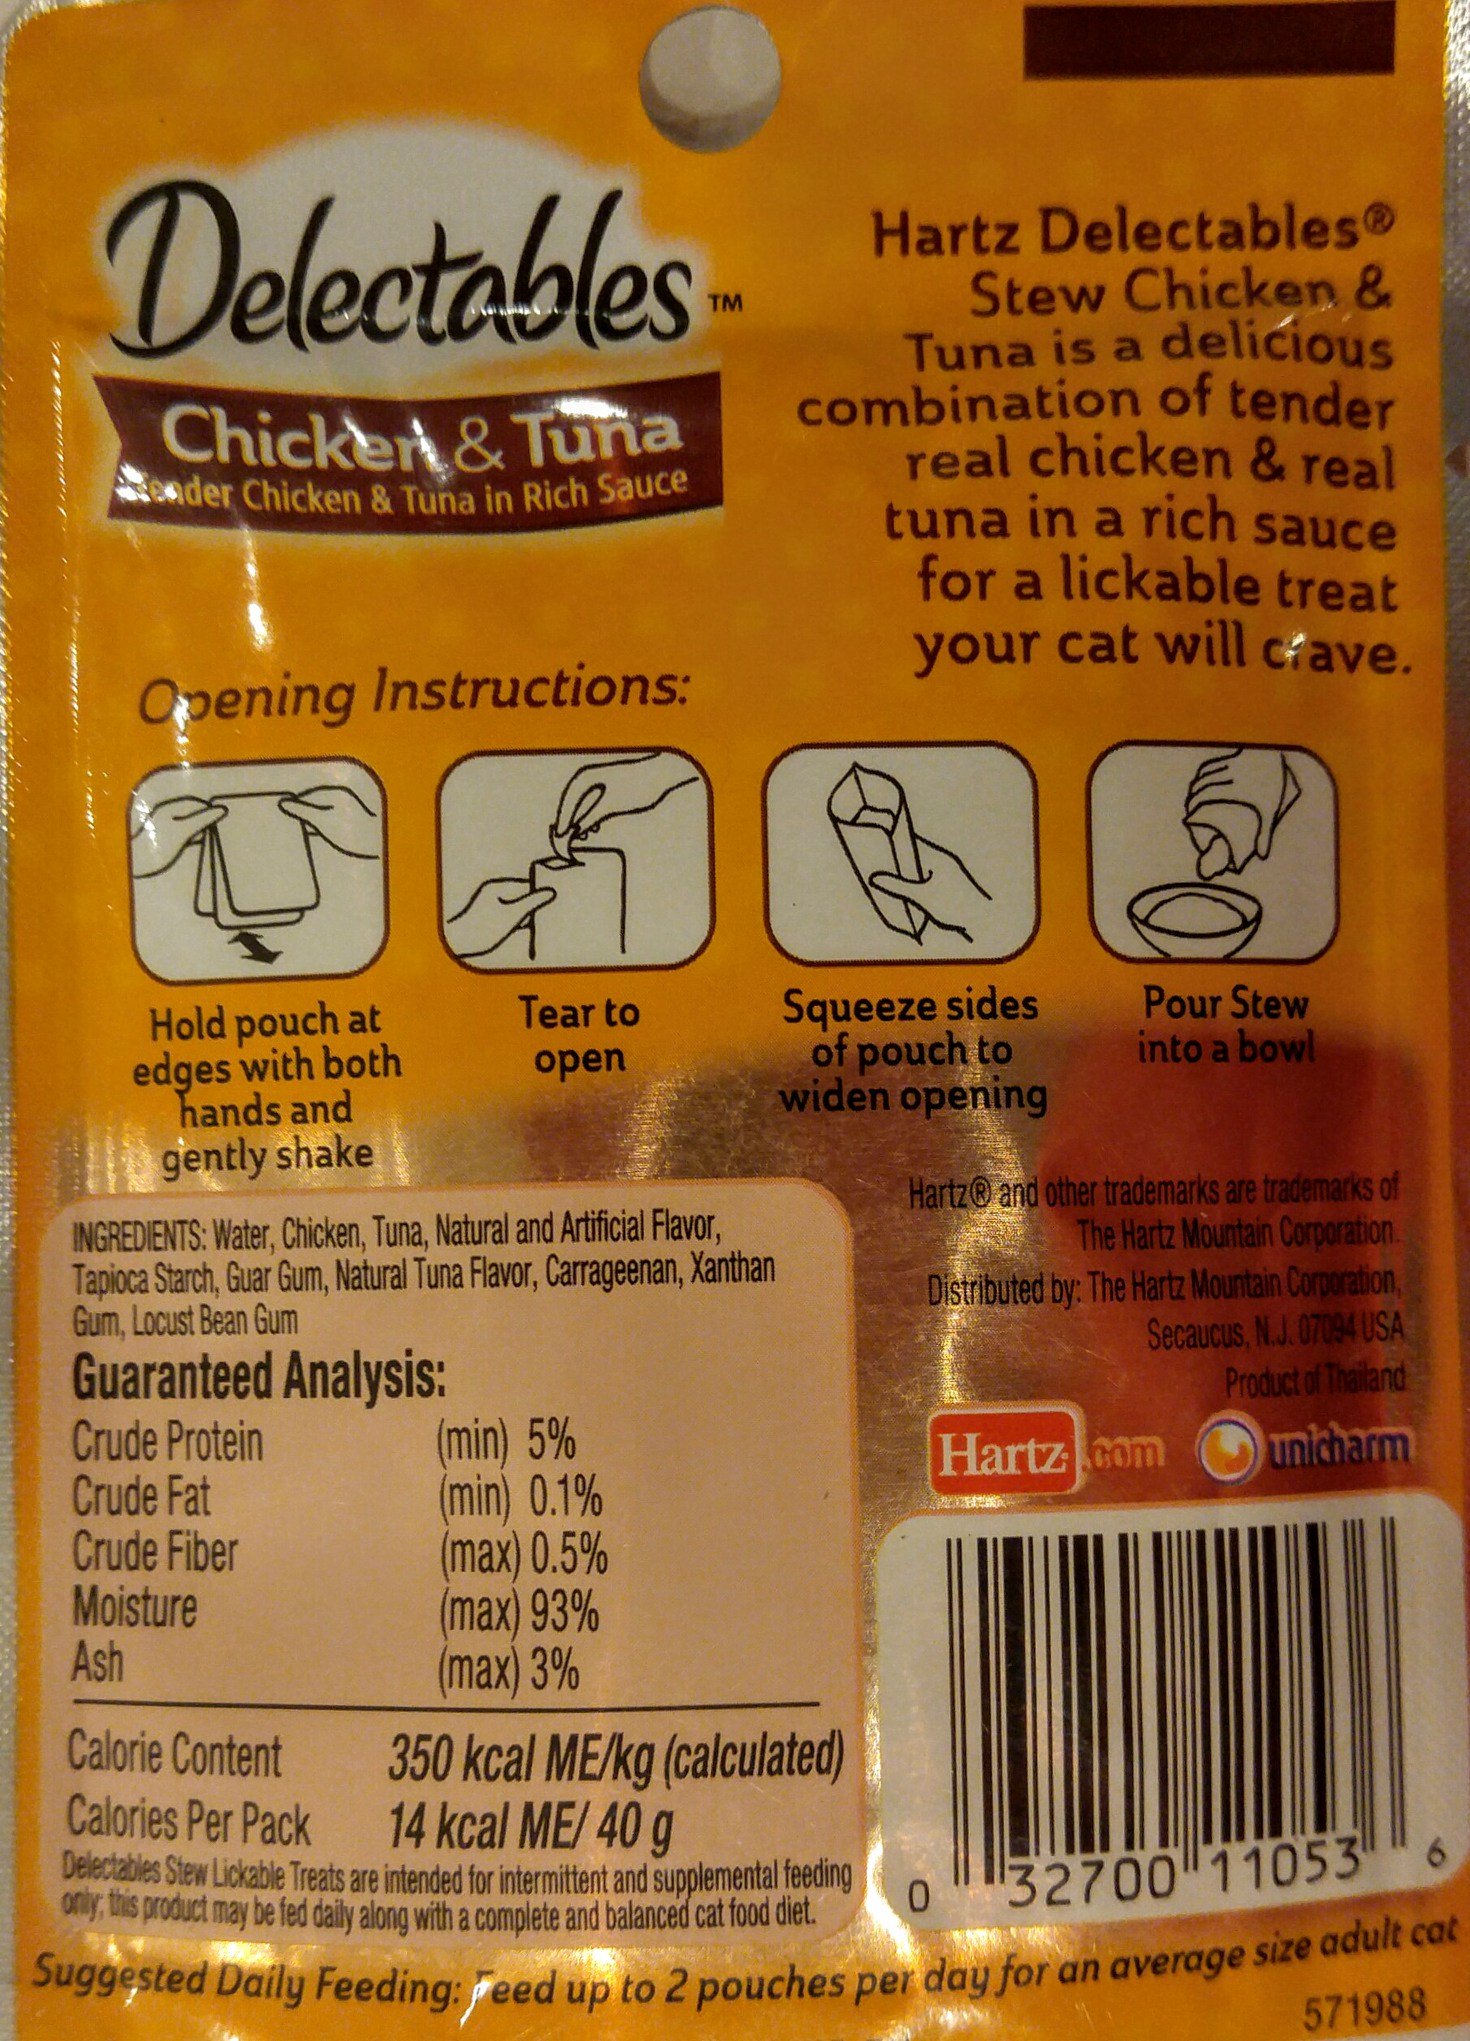 Delectables™
Chicken & Tuna
Tender Chicken & Tuna in Rich Sauce
Hartz Delectables®
Stew Chicken &
Tuna is a delicious
combination of tender
real chicken & real
tuna in a rich sauce
for a lickable treat
your cat will crave.
Opening Instructions:
Hold pouch at
edges with both
hands and
gently shake
Tear to
open
Squeeze sides
of pouch to
widen opening
Pour Stew
into a bowl
INGREDIENTS: Water, Chicken, Tuna, Natural and Artificial Flavor,
Tapioca Starch, Guar Gum, Natural Tuna Flavor, Carrageenan, Xanthan
Gum, Locust Bean Gum
Guaranteed Analysis:
Crude Protein (min) 5%
Crude Fat (min) 0.1%
Crude Fiber (max) 0.5%
Moisture (max) 93%
Ash (max) 3%
Calorie Content 350 kcal ME/kg (calculated)
Calories Per Pack 14 kcal ME/ 40 g
Delectables Stew Lickable Treats are intended for intermittent and supplemental feeding
only; this product may be fed daily along with a complete and balanced cat food diet.
Hartz® and other trademarks are trademarks of
The Hartz Mountain Corporation.
Distributed by: The Hartz Mountain Corporation,
Secaucus, N.J. 07094 USA
Product of Thailand
Hartz.com unicharm
0 32700 11053 6
Suggested Daily Feeding: Feed up to 2 pouches per day for an average size adult cat
571988